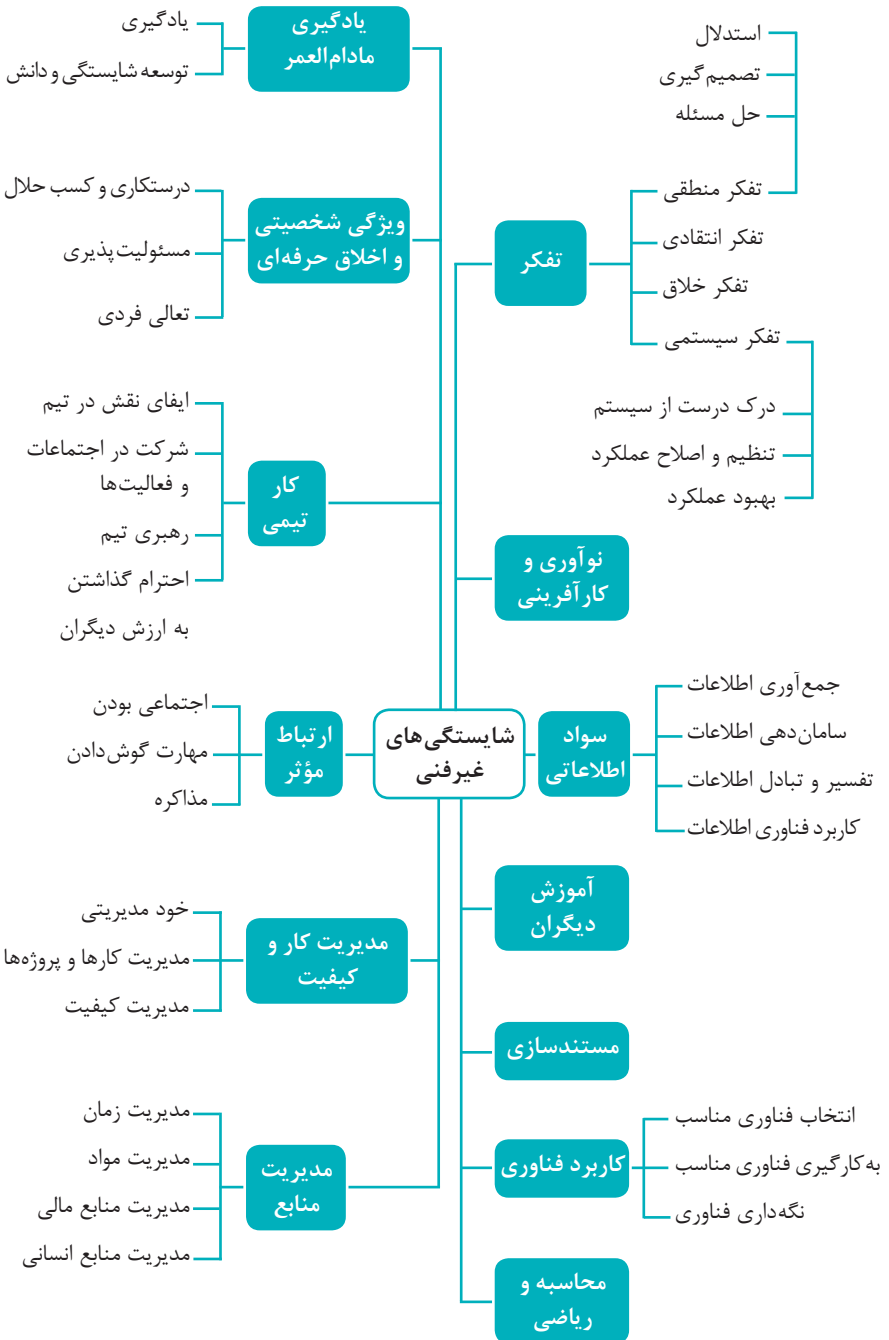 استدلال
تصمیم‌گیری
حل مسئله
تفکر
تفکر منطقی
تفکر انتقادی
تفکر خلاق
تفکر سیستمی
درک درست از سیستم
تنظیم و اصلاح عملکرد
بهبود عملکرد
نوآوری و
کارآفرینی
جمع‌آوری اطلاعات
سامان‌دهی اطلاعات
تفسیر و تبادل اطلاعات
کاربرد فناوری اطلاعات
سواد
اطلاعاتی
آموزش
دیگران
مستندسازی
انتخاب فناوری مناسب
به‌کارگیری فناوری مناسب
نگه‌داری فناوری
کاربرد فناوری
محاسبه و
ریاضی
شایستگی‌های
غیرفنی
یادگیری
مادام‌العمر
یادگیری
توسعه شایستگی و دانش
ویژگی شخصیتی
و اخلاق حرفه‌ای
درستکاری و کسب حلال
مسئولیت‌پذیری
تعالی فردی
کار
تیمی
ایفای نقش در تیم
شرکت در اجتماعات
و فعالیت‌ها
رهبری تیم
احترام گذاشتن
به ارزش دیگران
ارتباط
مؤثر
اجتماعی بودن
مهارت گوش‌دادن
مذاکره
مدیریت کار و
کیفیت
خود مدیریتی
مدیریت کارها و پروژه‌ها
مدیریت کیفیت
مدیریت
منابع
مدیریت زمان
مدیریت مواد
مدیریت منابع مالی
مدیریت منابع انسانی